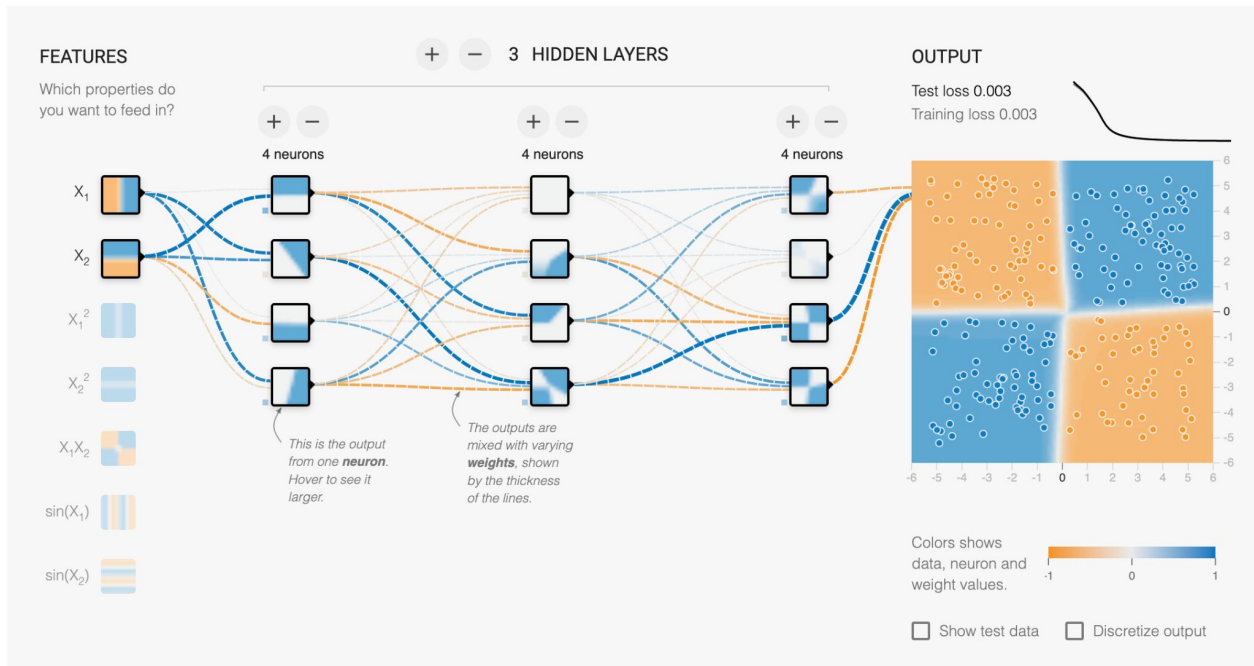 FEATURES
Which properties do
you want to feed in?
+ − 3 HIDDEN LAYERS
+ −
4 neurons
+ −
4 neurons
+ −
4 neurons
X1
X2
X1²
X2²
X1X2
sin(X1)
sin(X2)
This is the output
from one neuron.
Hover to see it
larger.
The outputs are
mixed with varying
weights, shown
by the thickness
of the lines.
OUTPUT
Test loss 0.003
Training loss 0.003
6
5
4
3
2
1
0
-1
-2
-3
-4
-5
-6
-6 -5 -4 -3 -2 -1 0 1 2 3 4 5 6
Colors shows
data, neuron and
weight values.
-1 0 1
Show test data
Discretize output